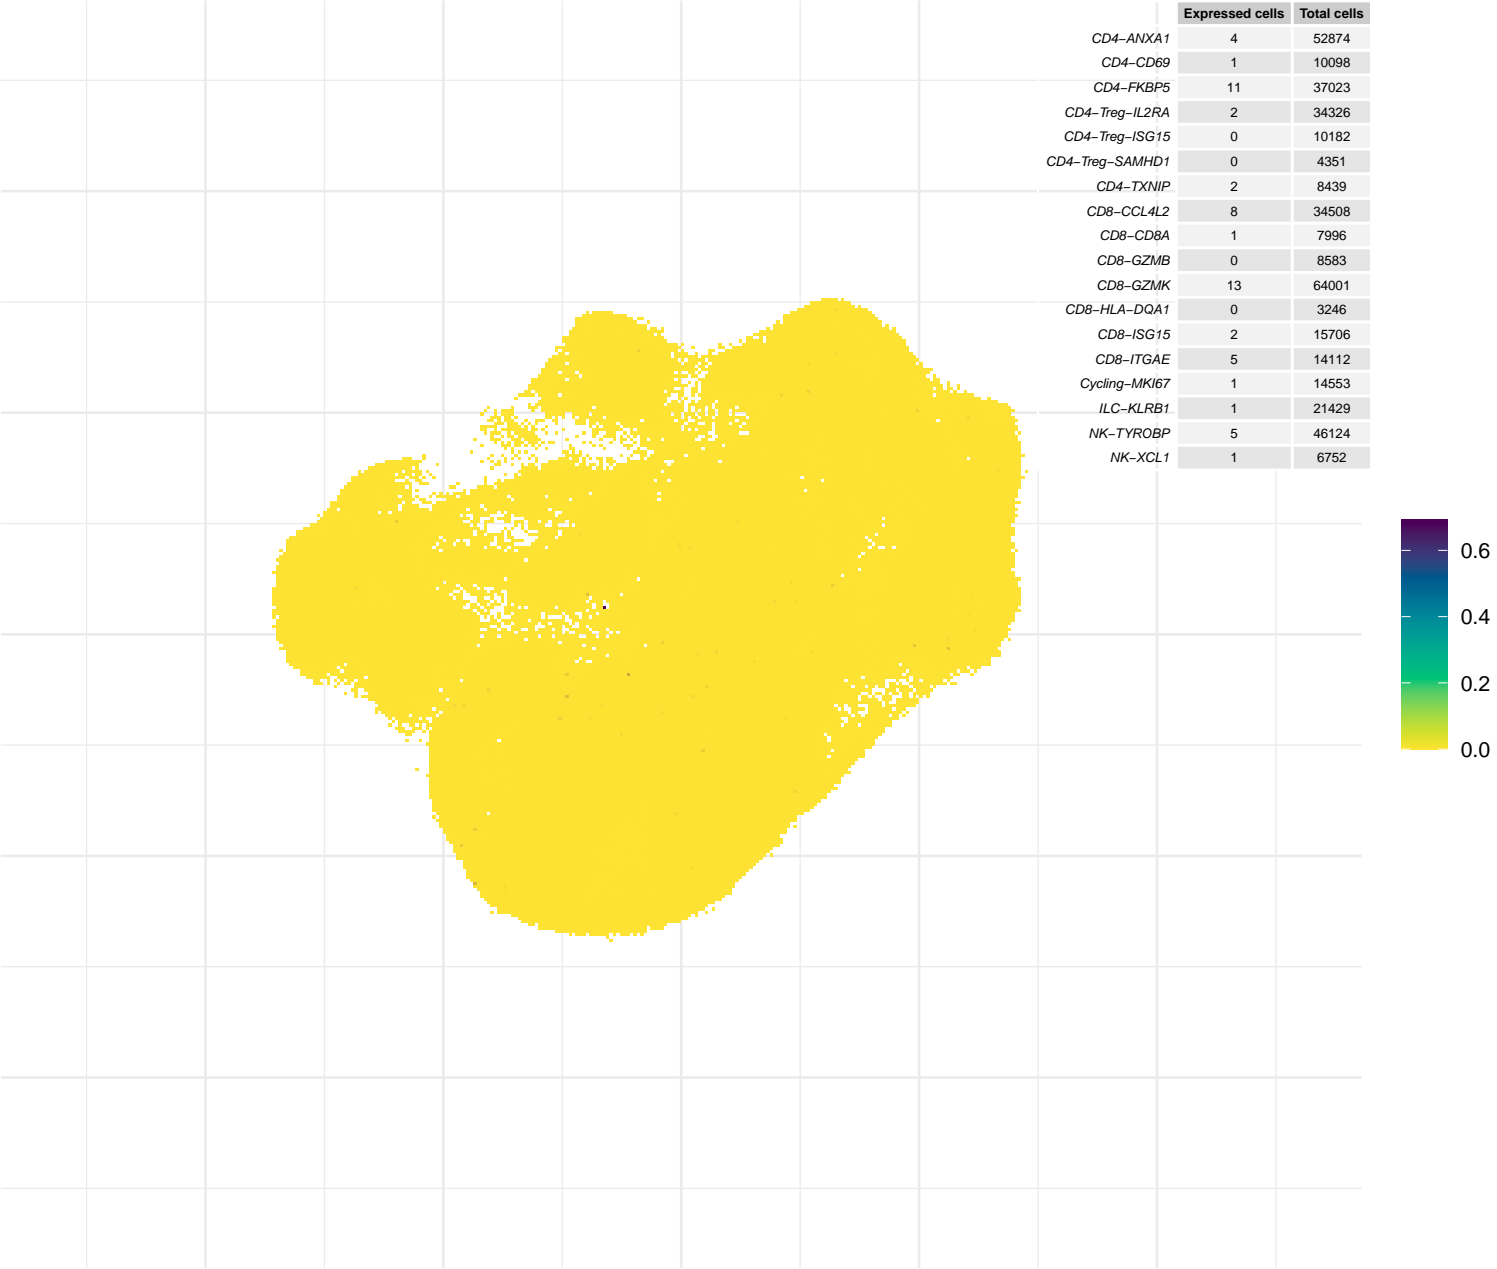 Expressed cells Total cells
CD4−ANXA1 4 52874
CD4−CD69 1 10098
CD4−FKBP5 11 37023
CD4−Treg−IL2RA 2 34326
CD4−Treg−ISG15 0 10182
CD4−Treg−SAMHD1 0 4351
CD4−TXNIP 2 8439
CD8−CCL4L2 8 34508
CD8−CD8A 1 7996
CD8−GZMB 0 8583
CD8−GZMK 13 64001
CD8−HLA−DQA1 0 3246
CD8−ISG15 2 15706
CD8−ITGAE 5 14112
Cycling−MKI67 1 14553
ILC−KLRB1 1 21429
NK−TYROBP 5 46124
NK−XCL1 1 6752
0.6
0.4
0.2
0.0